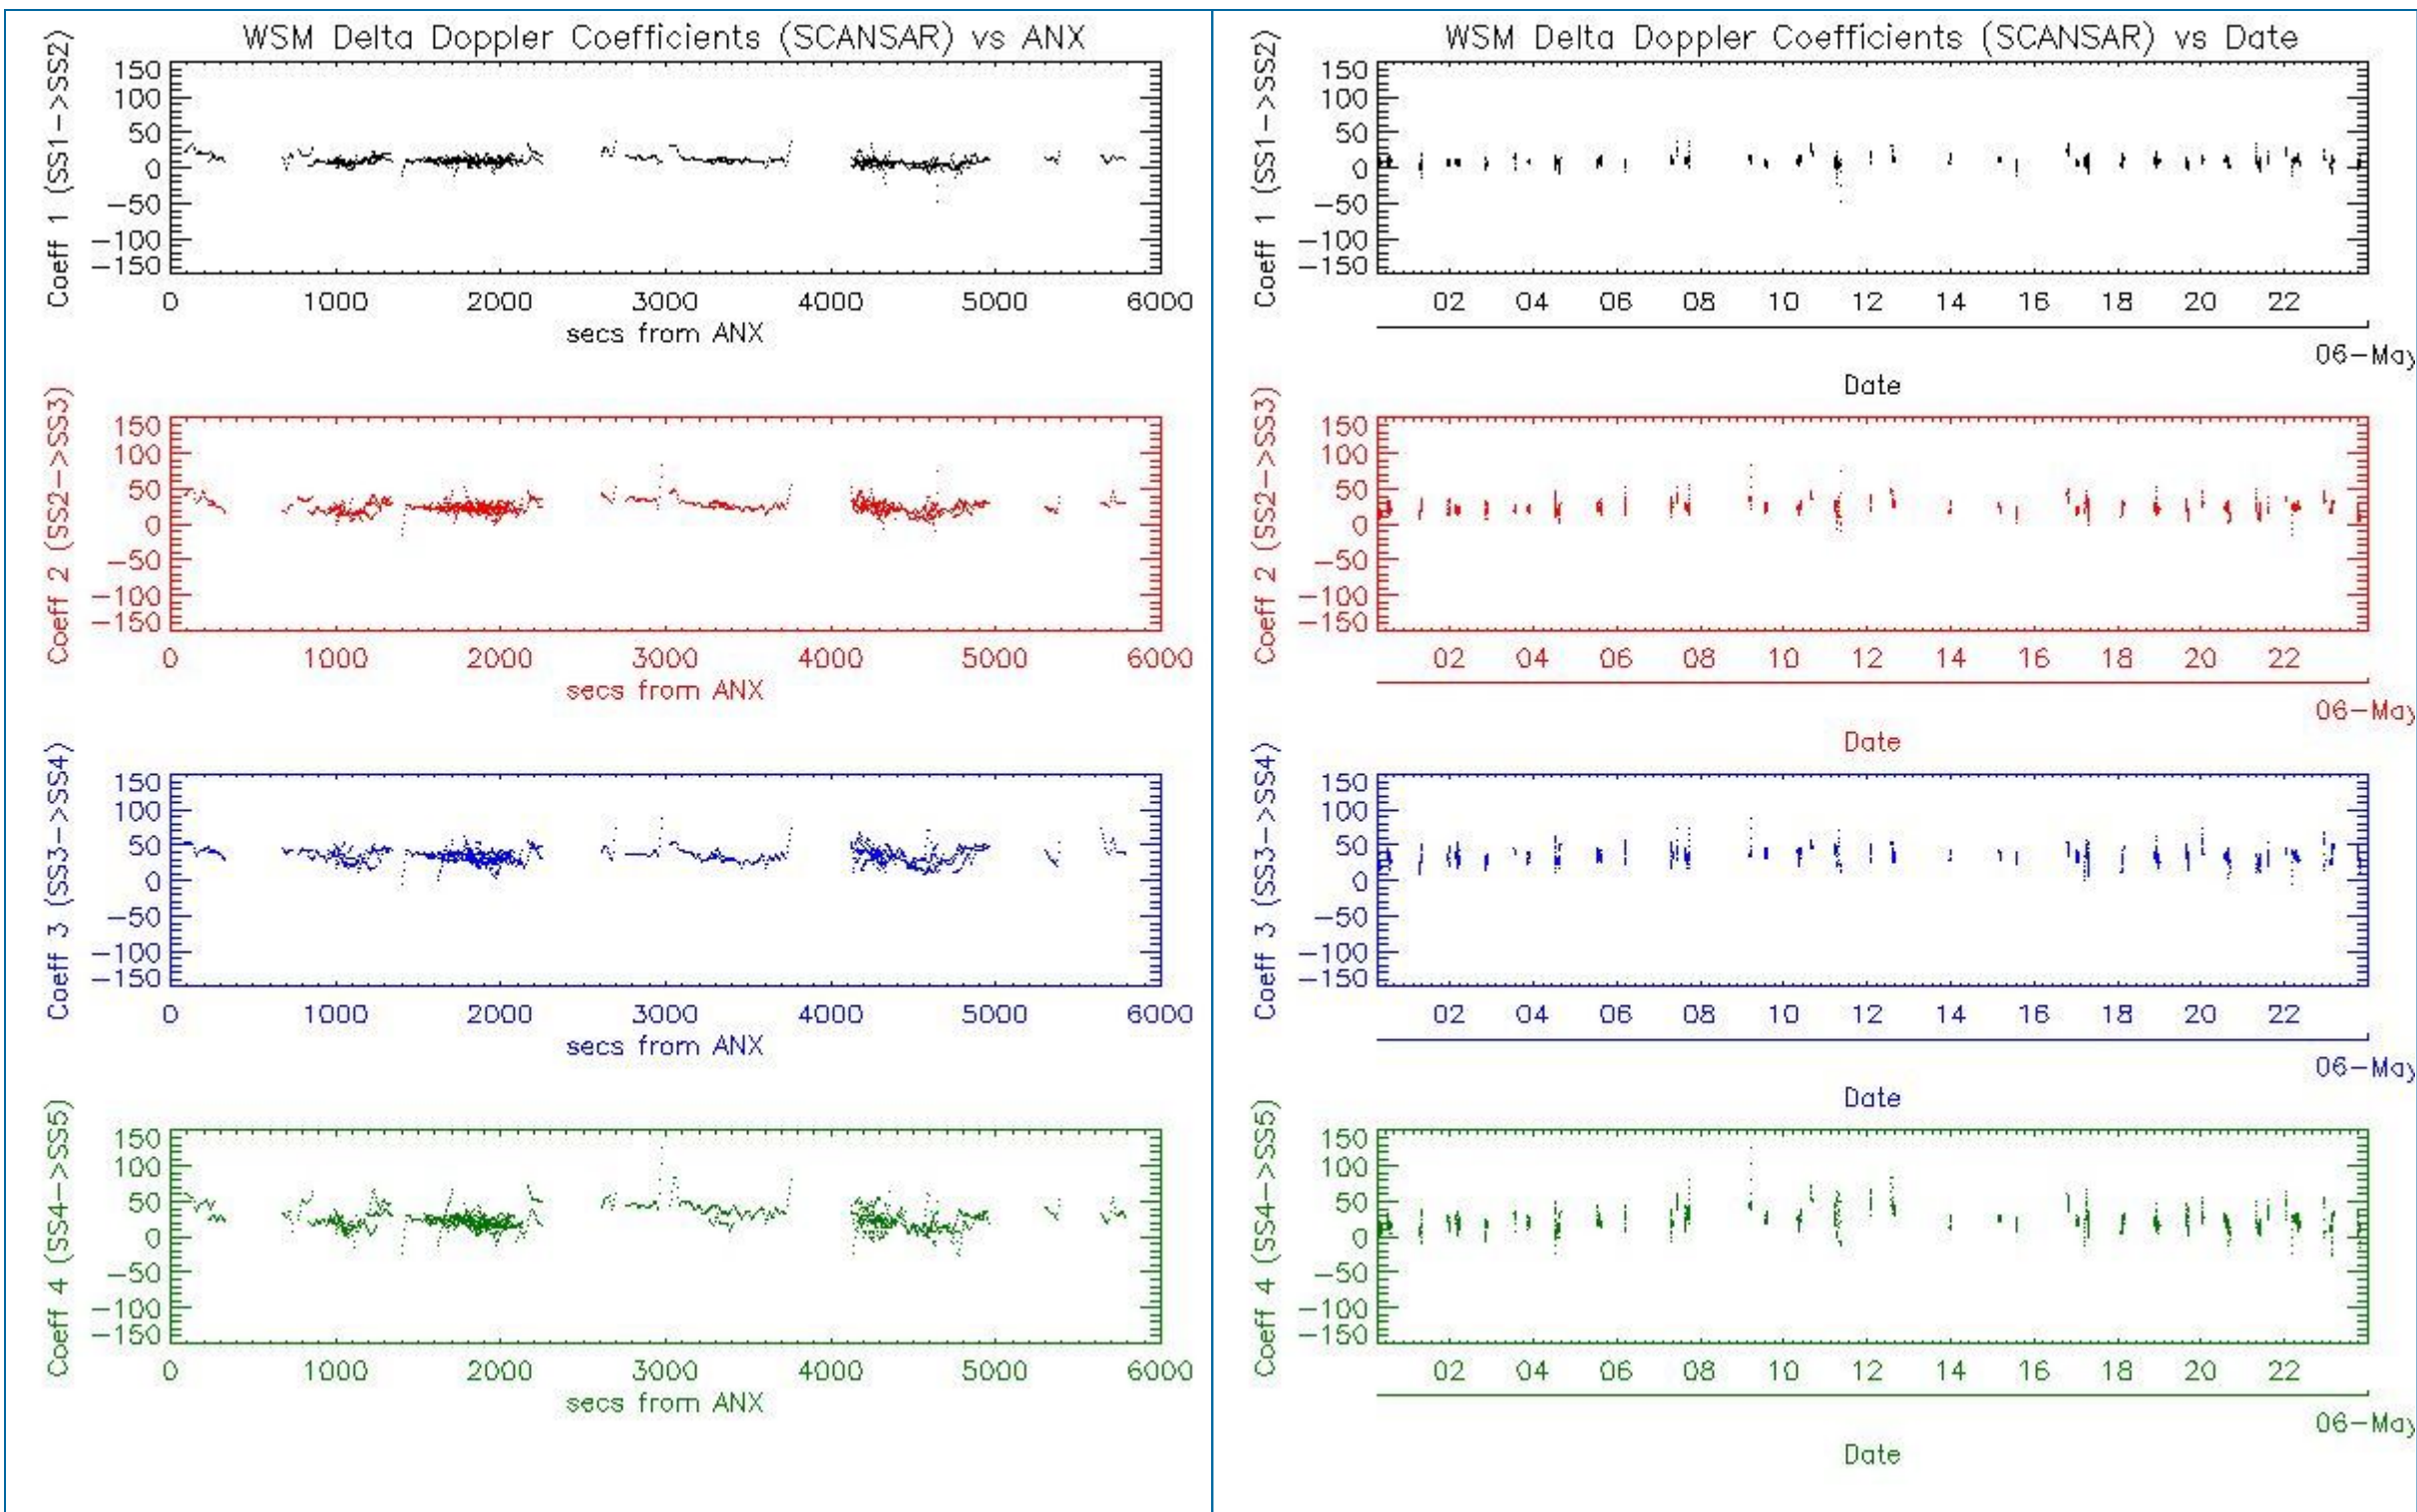 WSM Delta Doppler Coefficients (SCANSAR) vs ANX
Coeff 1 (SS1->SS2)
150
100
50
0
-50
-100
-150
0 1000 2000 3000 4000 5000 6000
secs from ANX
Coeff 2 (SS2->SS3)
150
100
50
0
-50
-100
-150
0 1000 2000 3000 4000 5000 6000
secs from ANX
Coeff 3 (SS3->SS4)
150
100
50
0
-50
-100
-150
0 1000 2000 3000 4000 5000 6000
secs from ANX
Coeff 4 (SS4->SS5)
150
100
50
0
-50
-100
-150
0 1000 2000 3000 4000 5000 6000
secs from ANX
WSM Delta Doppler Coefficients (SCANSAR) vs Date
Coeff 1 (SS1->SS2)
150
100
50
0
-50
-100
-150
02 04 06 08 10 12 14 16 18 20 22
06-May
Date
Coeff 2 (SS2->SS3)
150
100
50
0
-50
-100
-150
02 04 06 08 10 12 14 16 18 20 22
06-May
Date
Coeff 3 (SS3->SS4)
150
100
50
0
-50
-100
-150
02 04 06 08 10 12 14 16 18 20 22
06-May
Date
Coeff 4 (SS4->SS5)
150
100
50
0
-50
-100
-150
02 04 06 08 10 12 14 16 18 20 22
06-May
Date